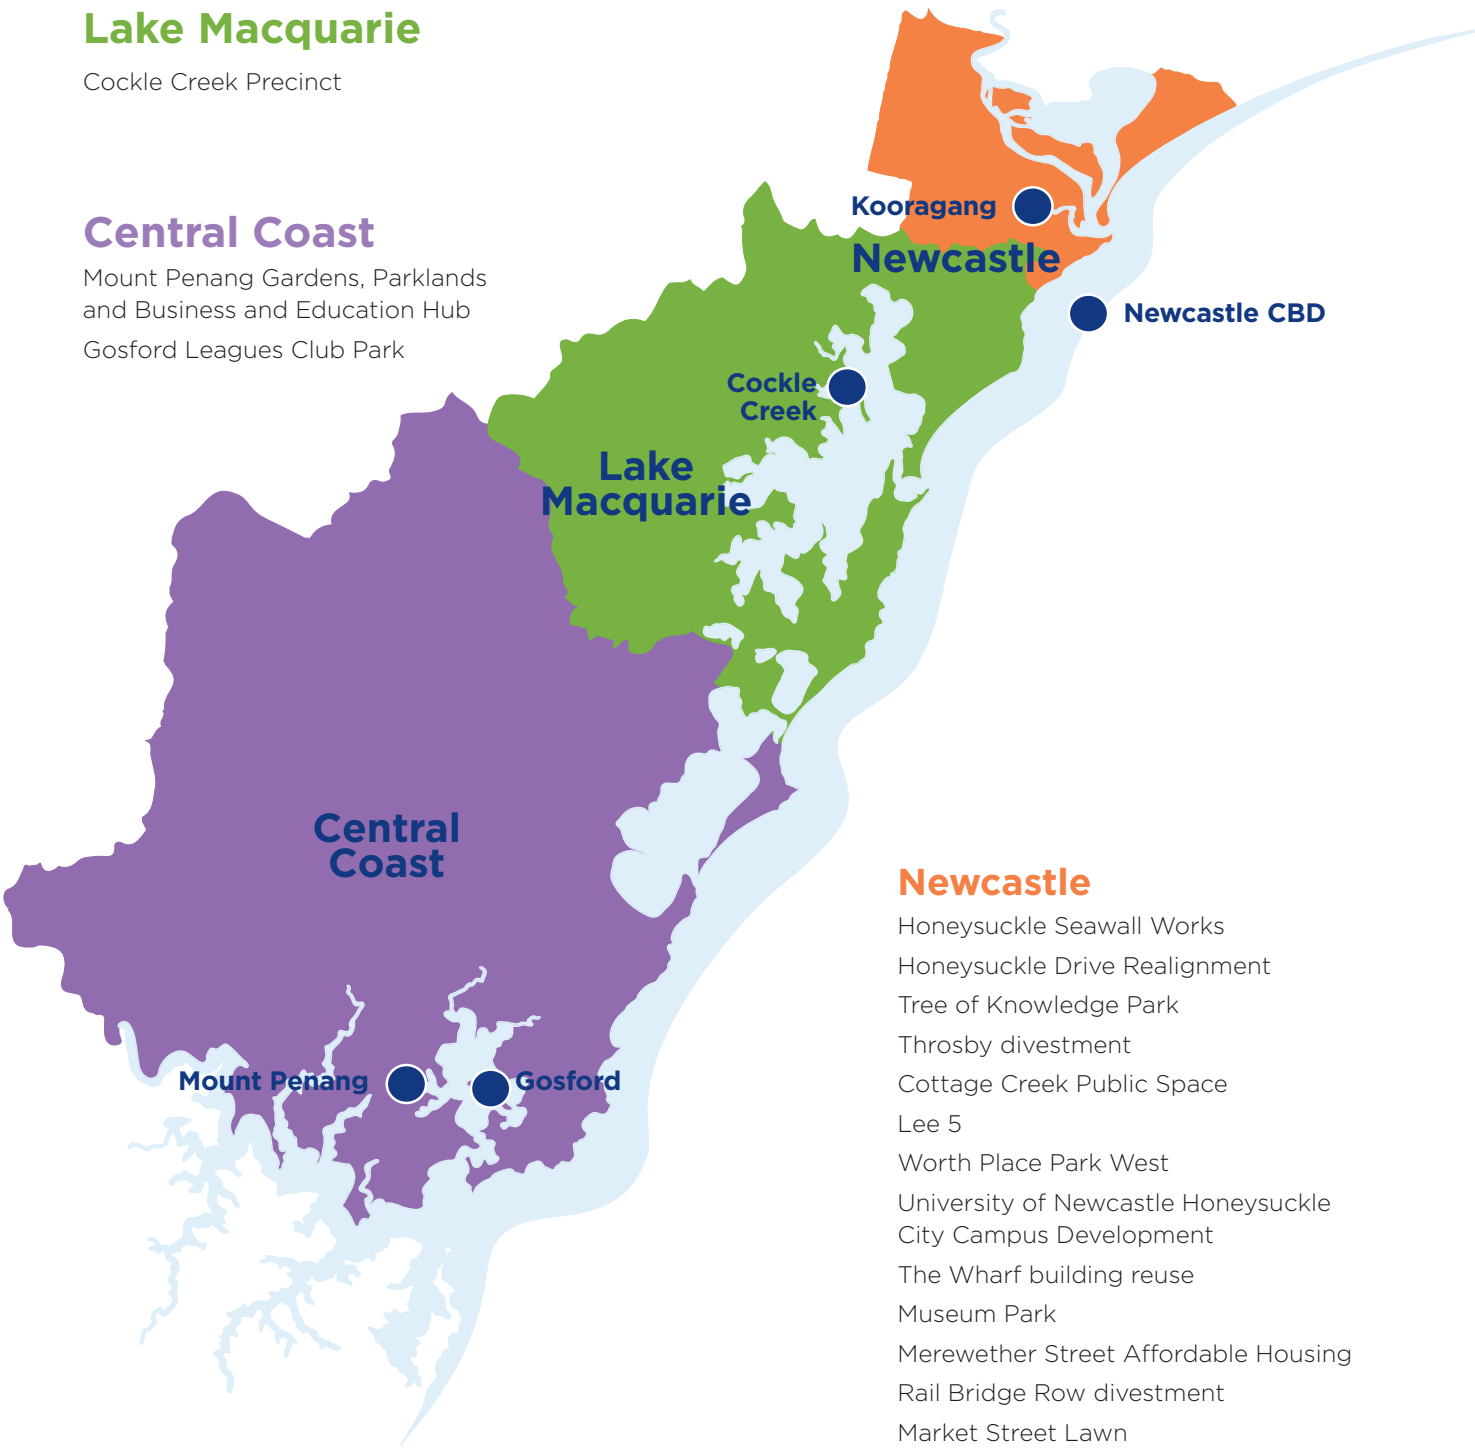 Lake Macquarie
Cockle Creek Precinct
Central Coast
Mount Penang Gardens, Parklands
and Business and Education Hub
Gosford Leagues Club Park
Kooragang
Newcastle
Newcastle CBD
Cockle
Creek
Lake
Macquarie
Central
Coast
Mount Penang
Gosford
Newcastle
Honeysuckle Seawall Works
Honeysuckle Drive Realignment
Tree of Knowledge Park
Throsby divestment
Cottage Creek Public Space
Lee 5
Worth Place Park West
University of Newcastle Honeysuckle
City Campus Development
The Wharf building reuse
Museum Park
Merewether Street Affordable Housing
Rail Bridge Row divestment
Market Street Lawn